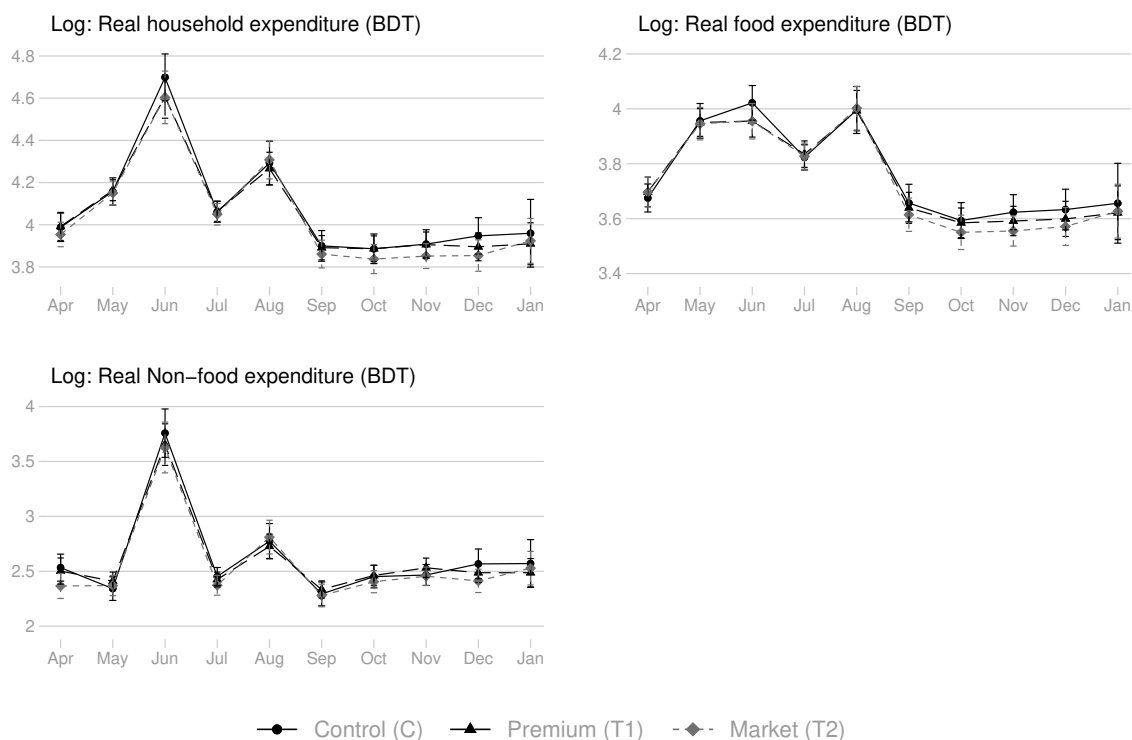 Log: Real household expenditure (BDT)
4.8
4.6
4.4
4.2
4
3.8
Apr May Jun Jul Aug Sep Oct Nov Dec Jan
Log: Real food expenditure (BDT)
4.2
4
3.8
3.6
3.4
Apr May Jun Jul Aug Sep Oct Nov Dec Jan
Log: Real Non−food expenditure (BDT)
4
3.5
3
2.5
2
Apr May Jun Jul Aug Sep Oct Nov Dec Jan
Control (C) Premium (T1) Market (T2)